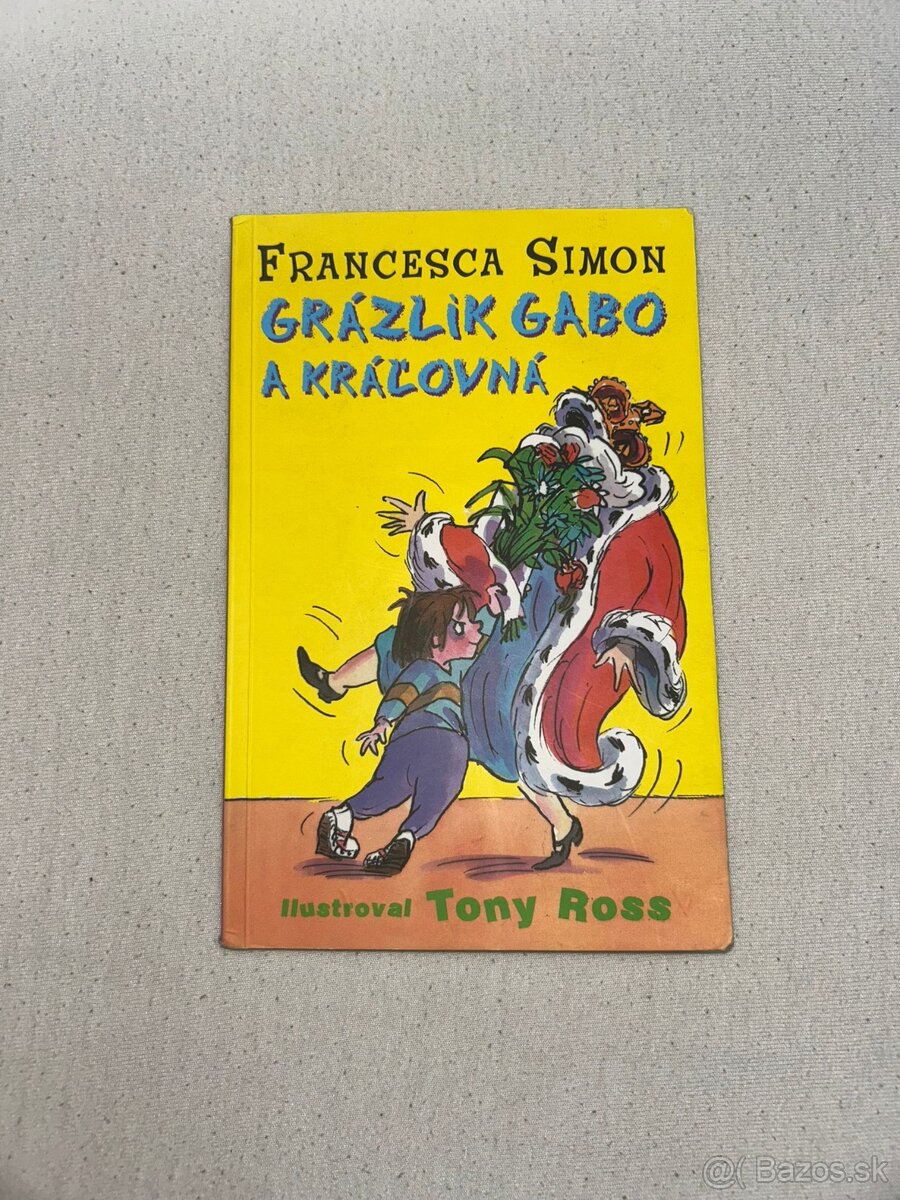 FRANCESCA SIMON
GRÁZLIK GABO
A KRÁĽOVNÁ
Ilustroval Tony Ross
@( Bazos.sk